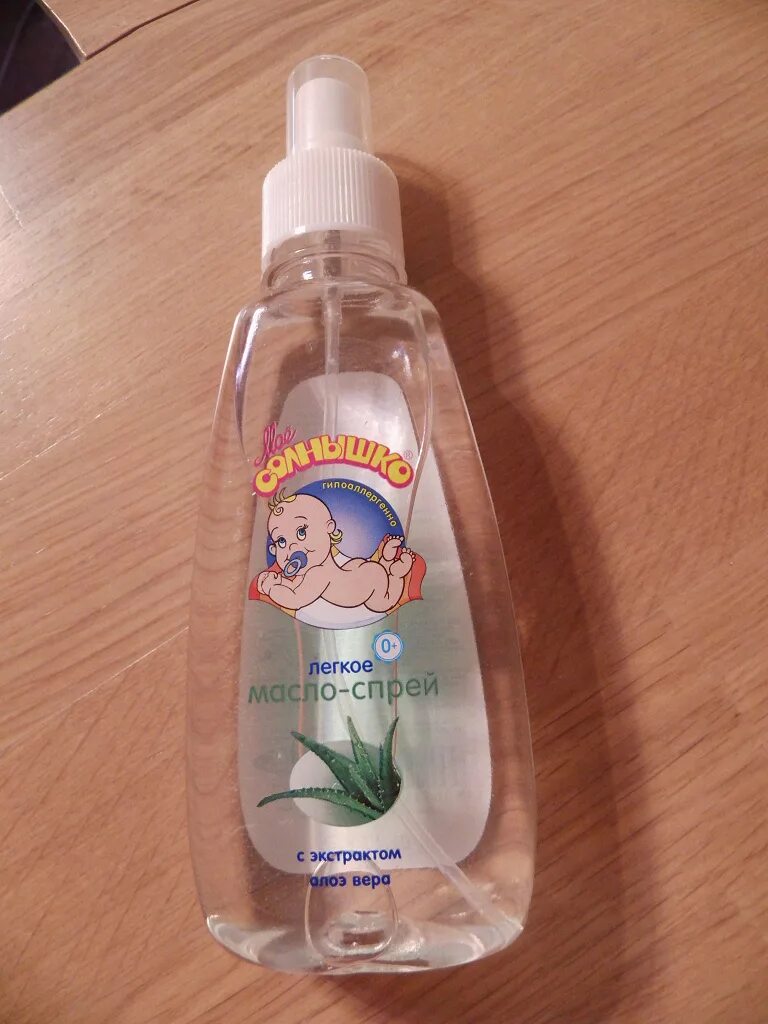 Моё
СОЛНЫШКО®
гипоаллергенно
0+
легкое
масло-спрей
с экстрактом
алоэ вера